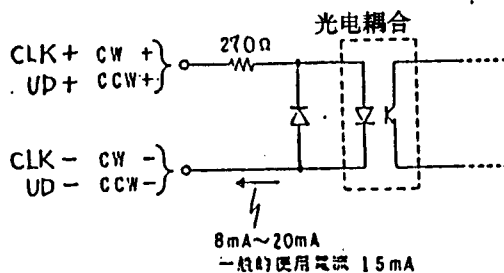 光电耦合
270Ω
CLK+ CW +
UD+ CCW+
CLK- CW -
UD- CCW-
8mA~20mA
一般的使用電流 15mA